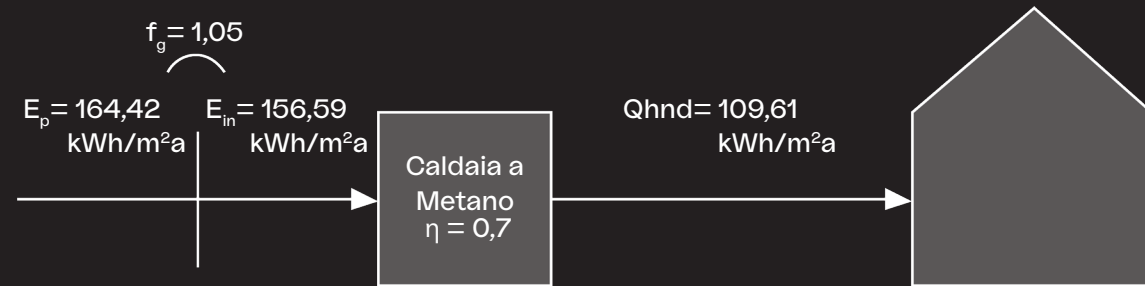 f_g= 1,05
E_p= 164,42
kWh/m²a
E_in= 156,59
kWh/m²a
Caldaia a
Metano
η = 0,7
Qhnd= 109,61
kWh/m²a